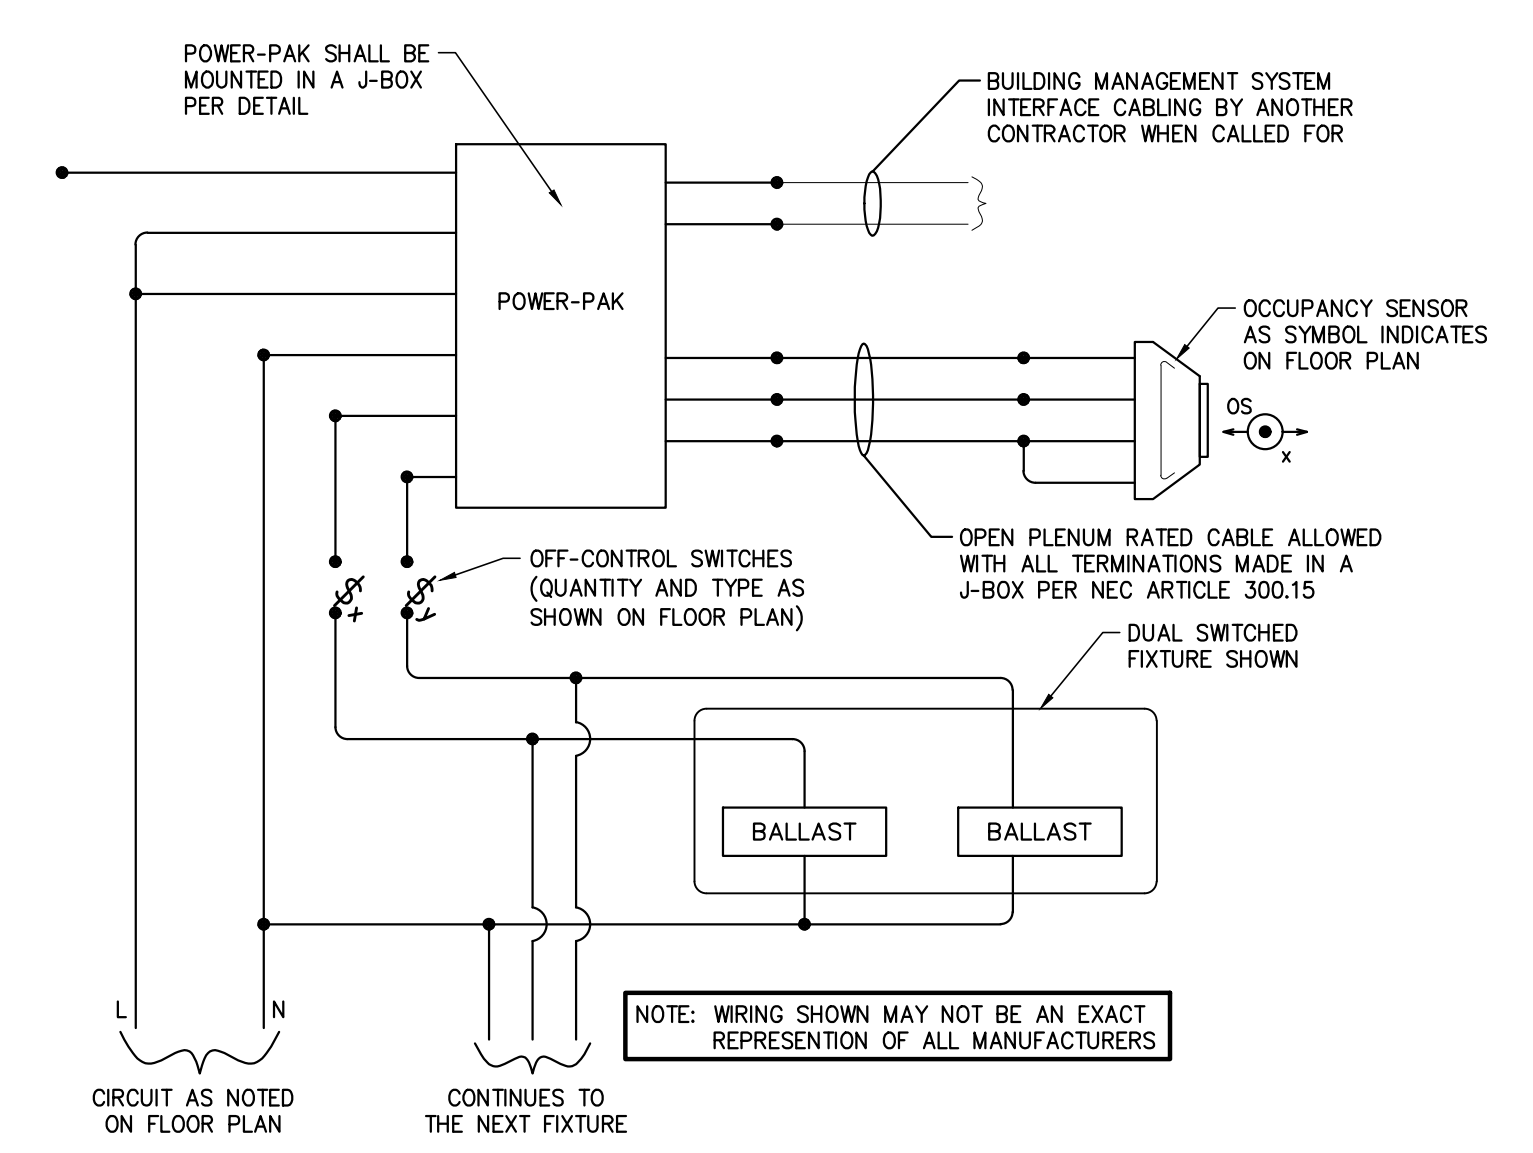 POWER-PAK SHALL BE
MOUNTED IN A J-BOX
PER DETAIL
BUILDING MANAGEMENT SYSTEM
INTERFACE CABLING BY ANOTHER
CONTRACTOR WHEN CALLED FOR
POWER-PAK
OCCUPANCY SENSOR
AS SYMBOL INDICATES
ON FLOOR PLAN
OS
x
OPEN PLENUM RATED CABLE ALLOWED
WITH ALL TERMINATIONS MADE IN A
J-BOX PER NEC ARTICLE 300.15
OFF-CONTROL SWITCHES
(QUANTITY AND TYPE AS
SHOWN ON FLOOR PLAN)
$ x
$ y
DUAL SWITCHED
FIXTURE SHOWN
BALLAST
BALLAST
L
N
NOTE: WIRING SHOWN MAY NOT BE AN EXACT
REPRESENTION OF ALL MANUFACTURERS
CIRCUIT AS NOTED
ON FLOOR PLAN
CONTINUES TO
THE NEXT FIXTURE